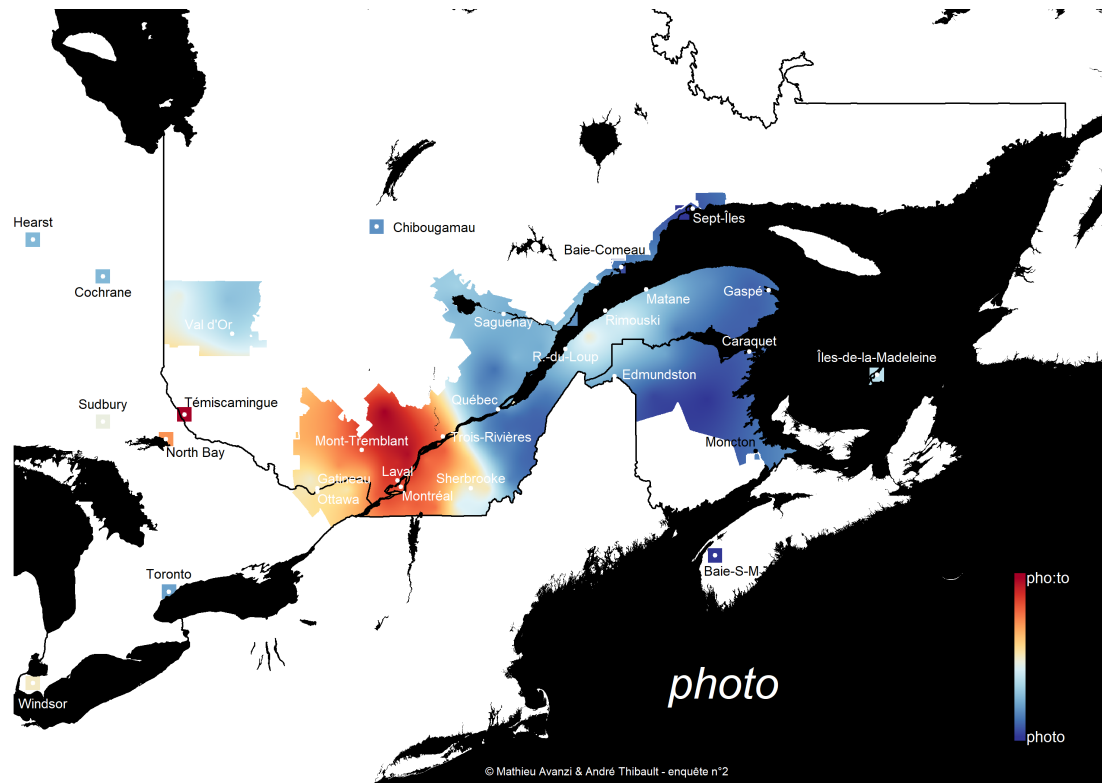 Hearst
Chibougamau
Sept-Îles
Baie-Comeau
Cochrane
Gaspé
Matane
Saguenay
Rimouski
Val d'Or
Caraquet
R.-du-Loup
Îles-de-la-Madeleine
Edmundston
Témiscamingue
Sudbury
Québec
Mont-Tremblant
Trois-Rivières
Moncton
North Bay
Laval
Gatineau
Sherbrooke
Ottawa
Montréal
Toronto
Baie-S-M-
pho:to
photo
Windsor
photo
© Mathieu Avanzi & André Thibault - enquête n°2